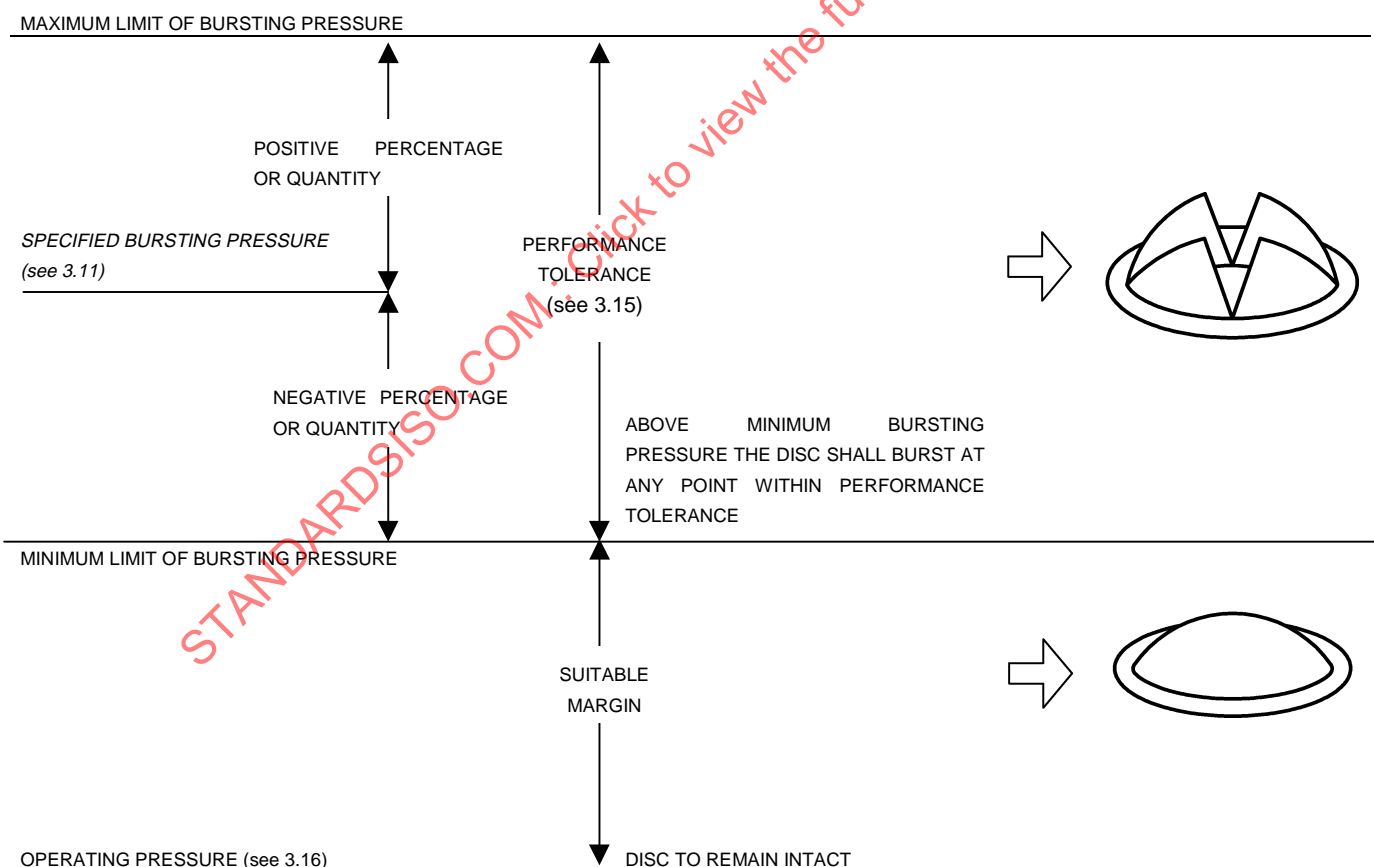 MAXIMUM LIMIT OF BURSTING PRESSURE
POSITIVE PERCENTAGE
OR QUANTITY
SPECIFIED BURSTING PRESSURE
(see 3.11)
PERFORMANCE
TOLERANCE
(see 3.15)
NEGATIVE PERCENTAGE
OR QUANTITY
ABOVE MINIMUM BURSTING
PRESSURE THE DISC SHALL BURST AT
ANY POINT WITHIN PERFORMANCE
TOLERANCE
MINIMUM LIMIT OF BURSTING PRESSURE
SUITABLE
MARGIN
OPERATING PRESSURE (see 3.16)
DISC TO REMAIN INTACT
STANDARDSISO.COM : Click to view the